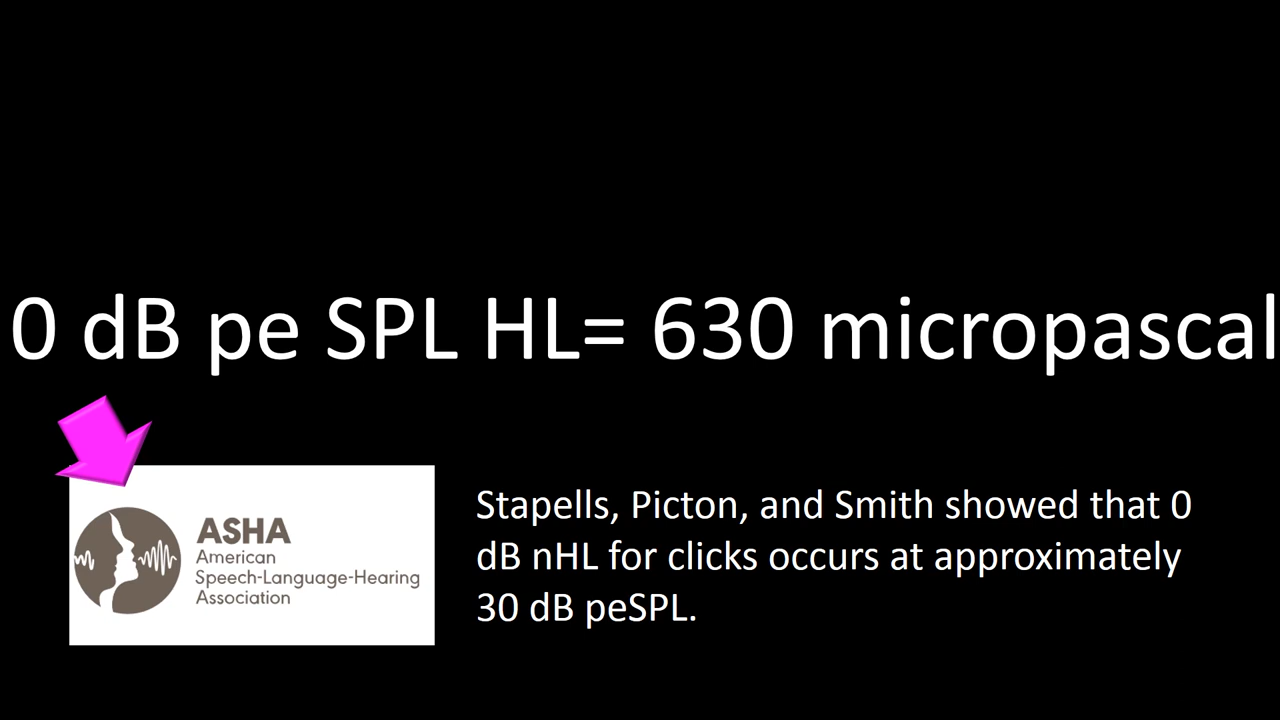 0 dB pe SPL HL= 630 micropascal
ASHA
American
Speech-Language-Hearing
Association
Stapells, Picton, and Smith showed that 0
dB nHL for clicks occurs at approximately
30 dB peSPL.